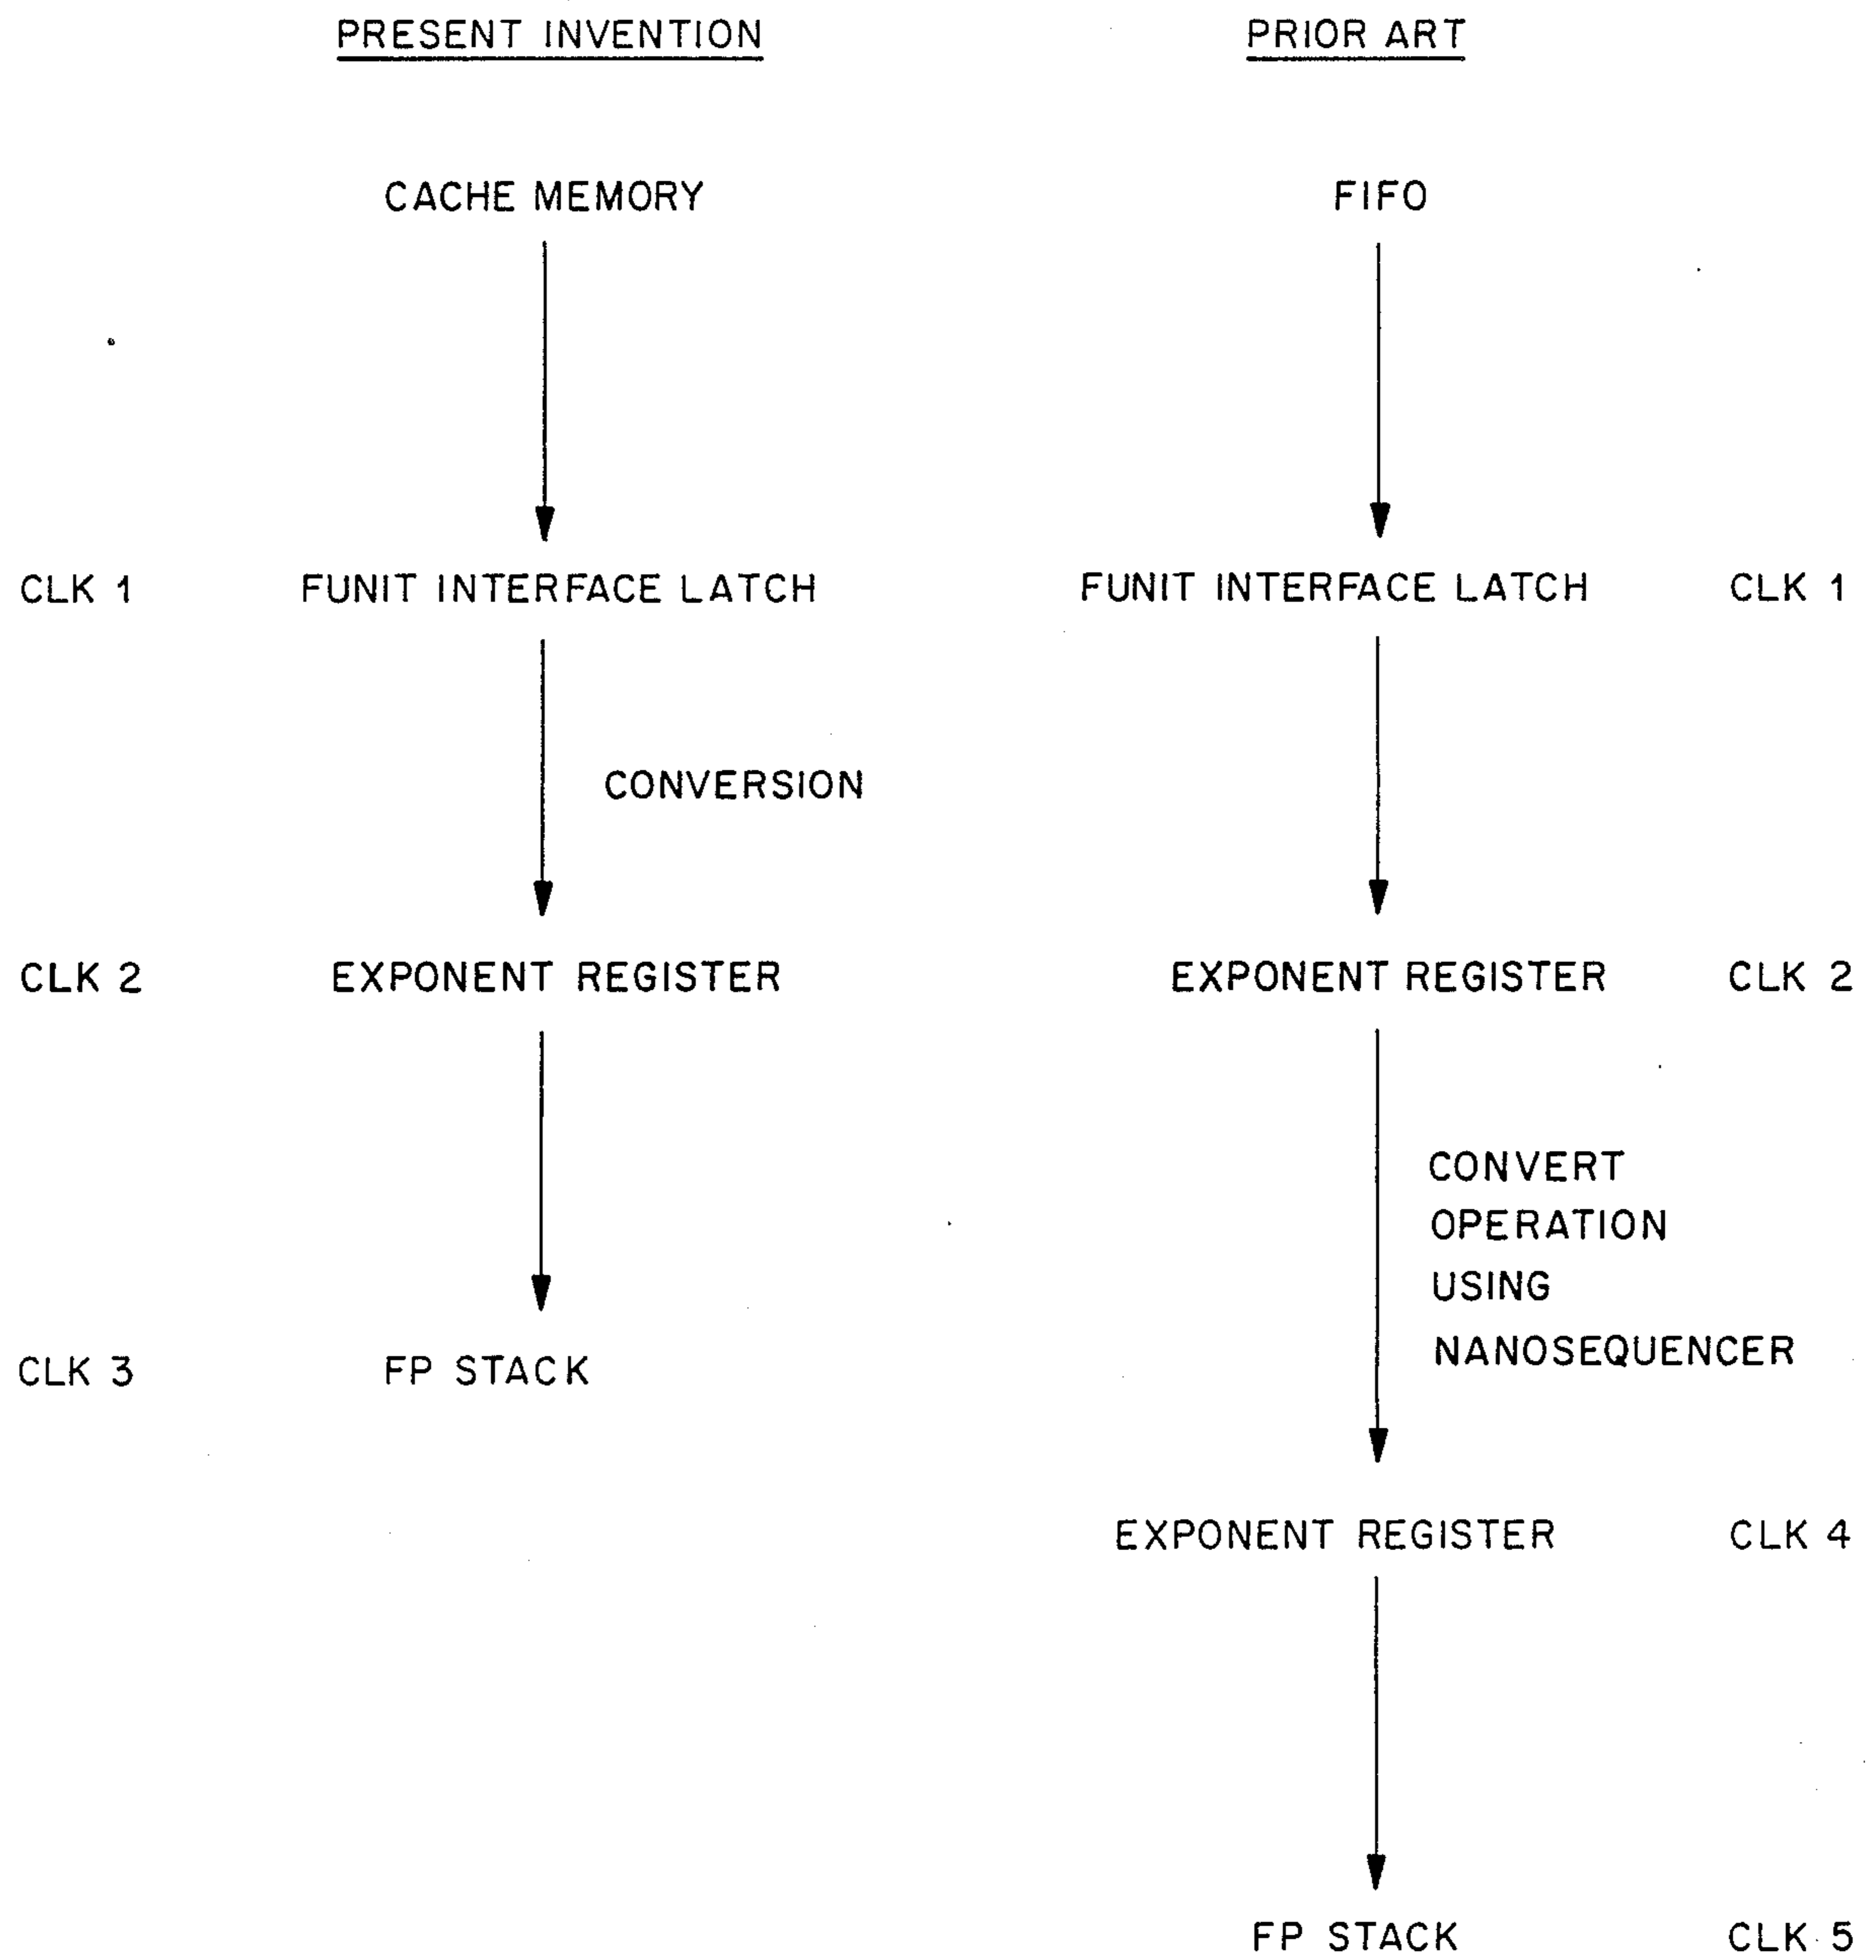 PRESENT INVENTION
CACHE MEMORY
CLK 1 FUNIT INTERFACE LATCH
CONVERSION
CLK 2 EXPONENT REGISTER
CLK 3 FP STACK
PRIOR ART
FIFO
FUNIT INTERFACE LATCH CLK 1
EXPONENT REGISTER CLK 2
CONVERT
OPERATION
USING
NANOSEQUENCER
EXPONENT REGISTER CLK 4
FP STACK CLK 5